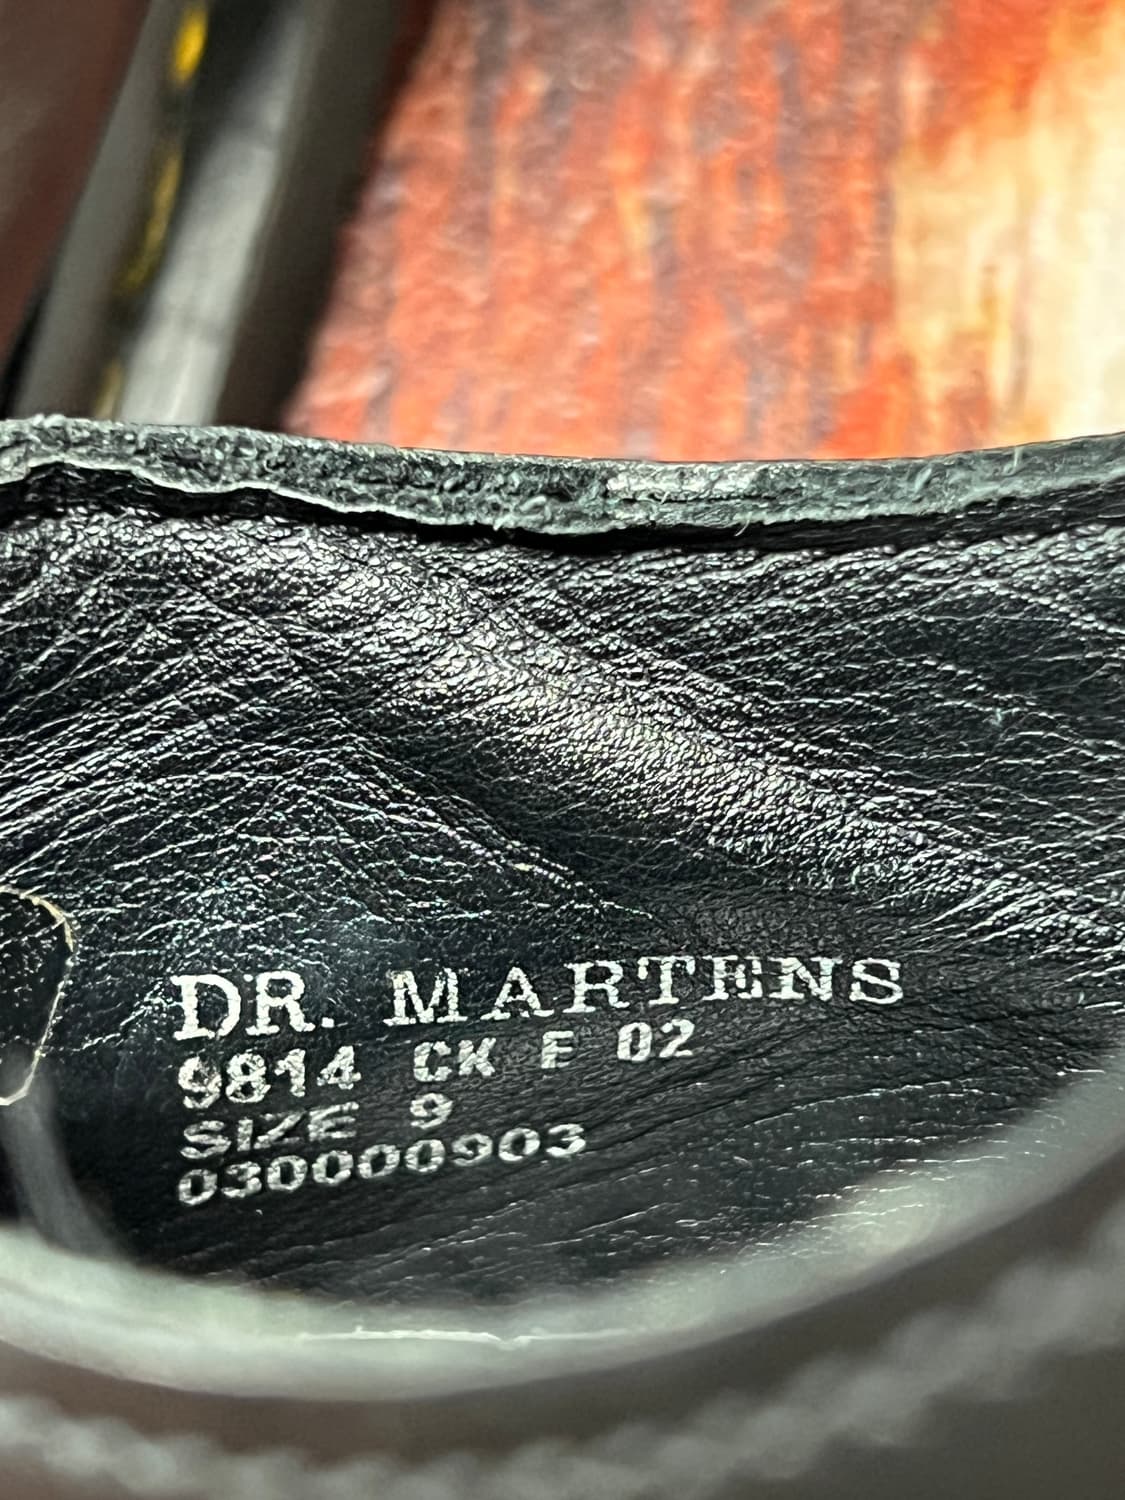 DR. MARTENS
9814 CK F 02
SIZE 9
030000903